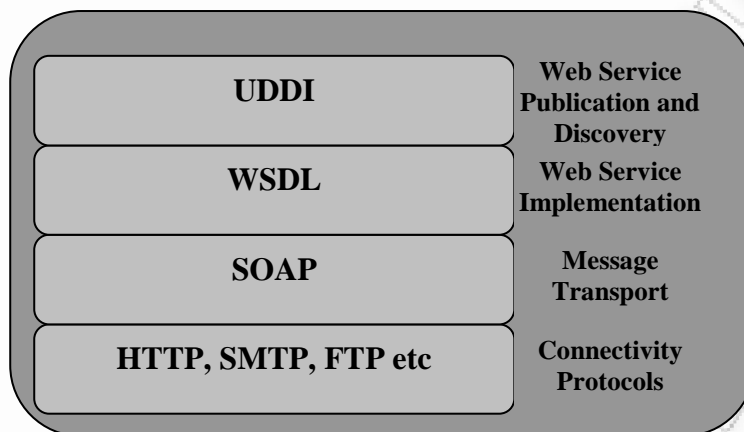 UDDI
Web Service
Publication and
Discovery
WSDL
Web Service
Implementation
SOAP
Message
Transport
HTTP, SMTP, FTP etc
Connectivity
Protocols